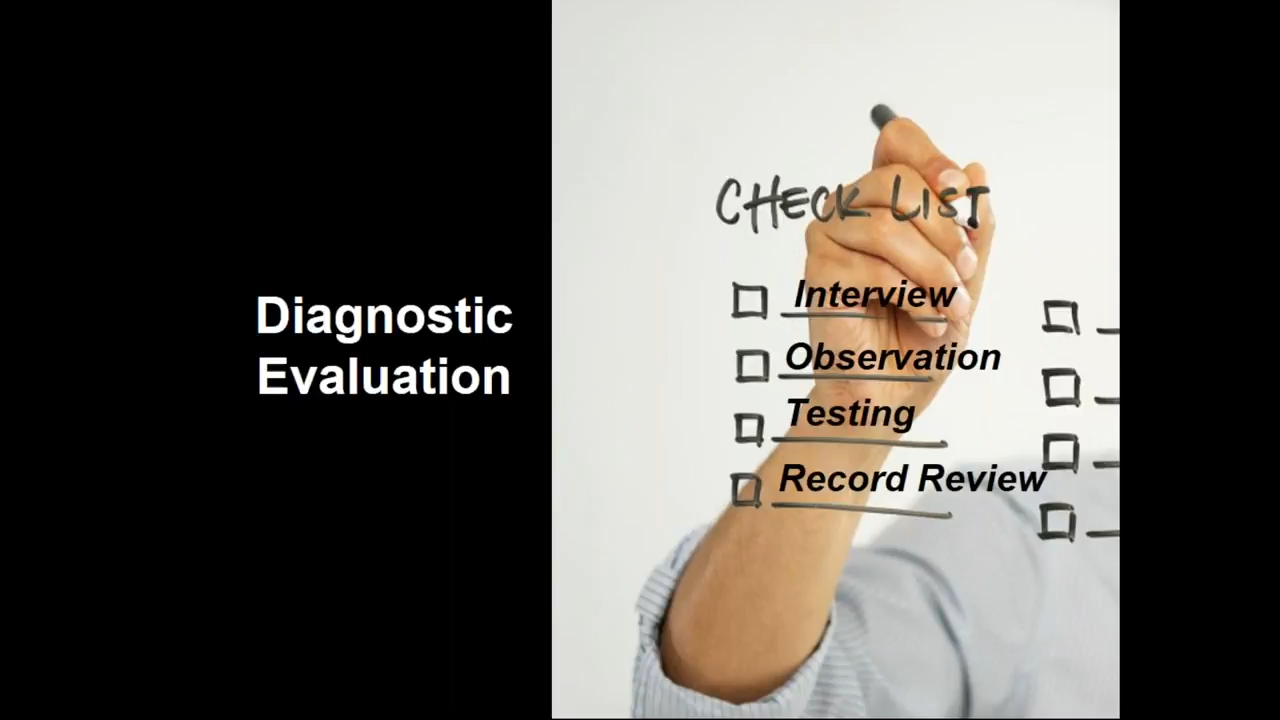 Diagnostic
Evaluation
CHECK LIST
Interview
Observation
Testing
Record Review